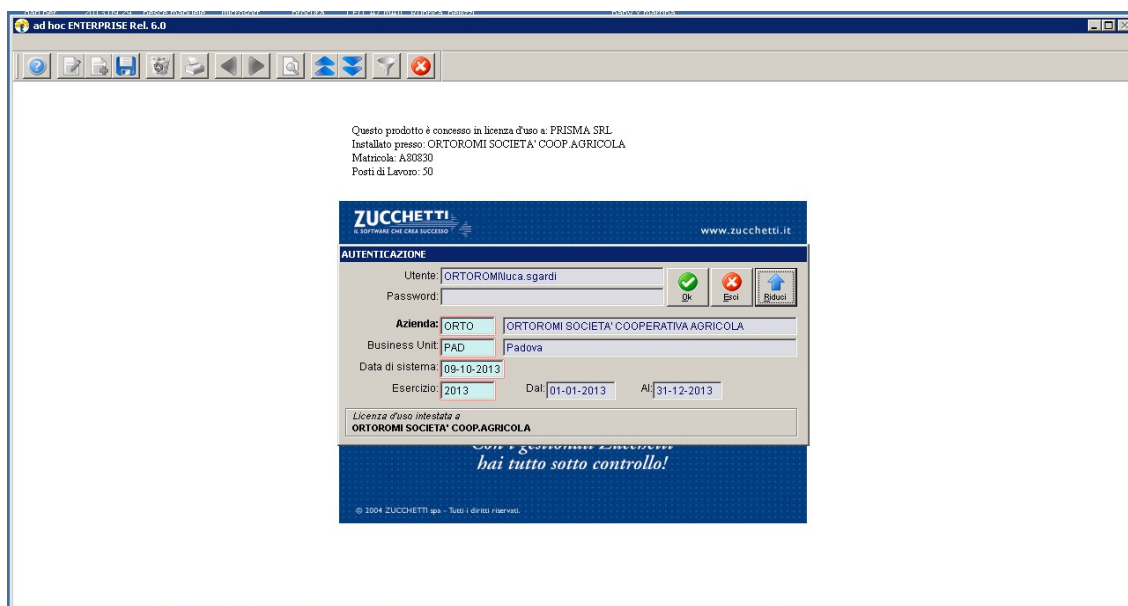 ad hoc ENTERPRISE Rel. 6.0
Questo prodotto è concesso in licenza d'uso a: PRISMA SRL
Installato presso: ORTOROMI SOCIETA' COOP.AGRICOLA
Matricola: A80830
Posti di Lavoro: 50
ZUCCHETTI
IL SOFTWARE CHE CREA SUCCESSO
www.zucchetti.it
AUTENTICAZIONE
Utente: ORTOROMI\luca.sgardi
Password:
Ok Esci Riduci
Azienda: ORTO ORTOROMI SOCIETA' COOPERATIVA AGRICOLA
Business Unit: PAD Padova
Data di sistema: 09-10-2013
Esercizio: 2013 Dal: 01-01-2013 Al: 31-12-2013
Licenza d'uso intestata a
ORTOROMI SOCIETA' COOP.AGRICOLA
Con i gestionali Zucchetti
hai tutto sotto controllo!
© 2004 ZUCCHETTI spa - Tutti i diritti riservati.